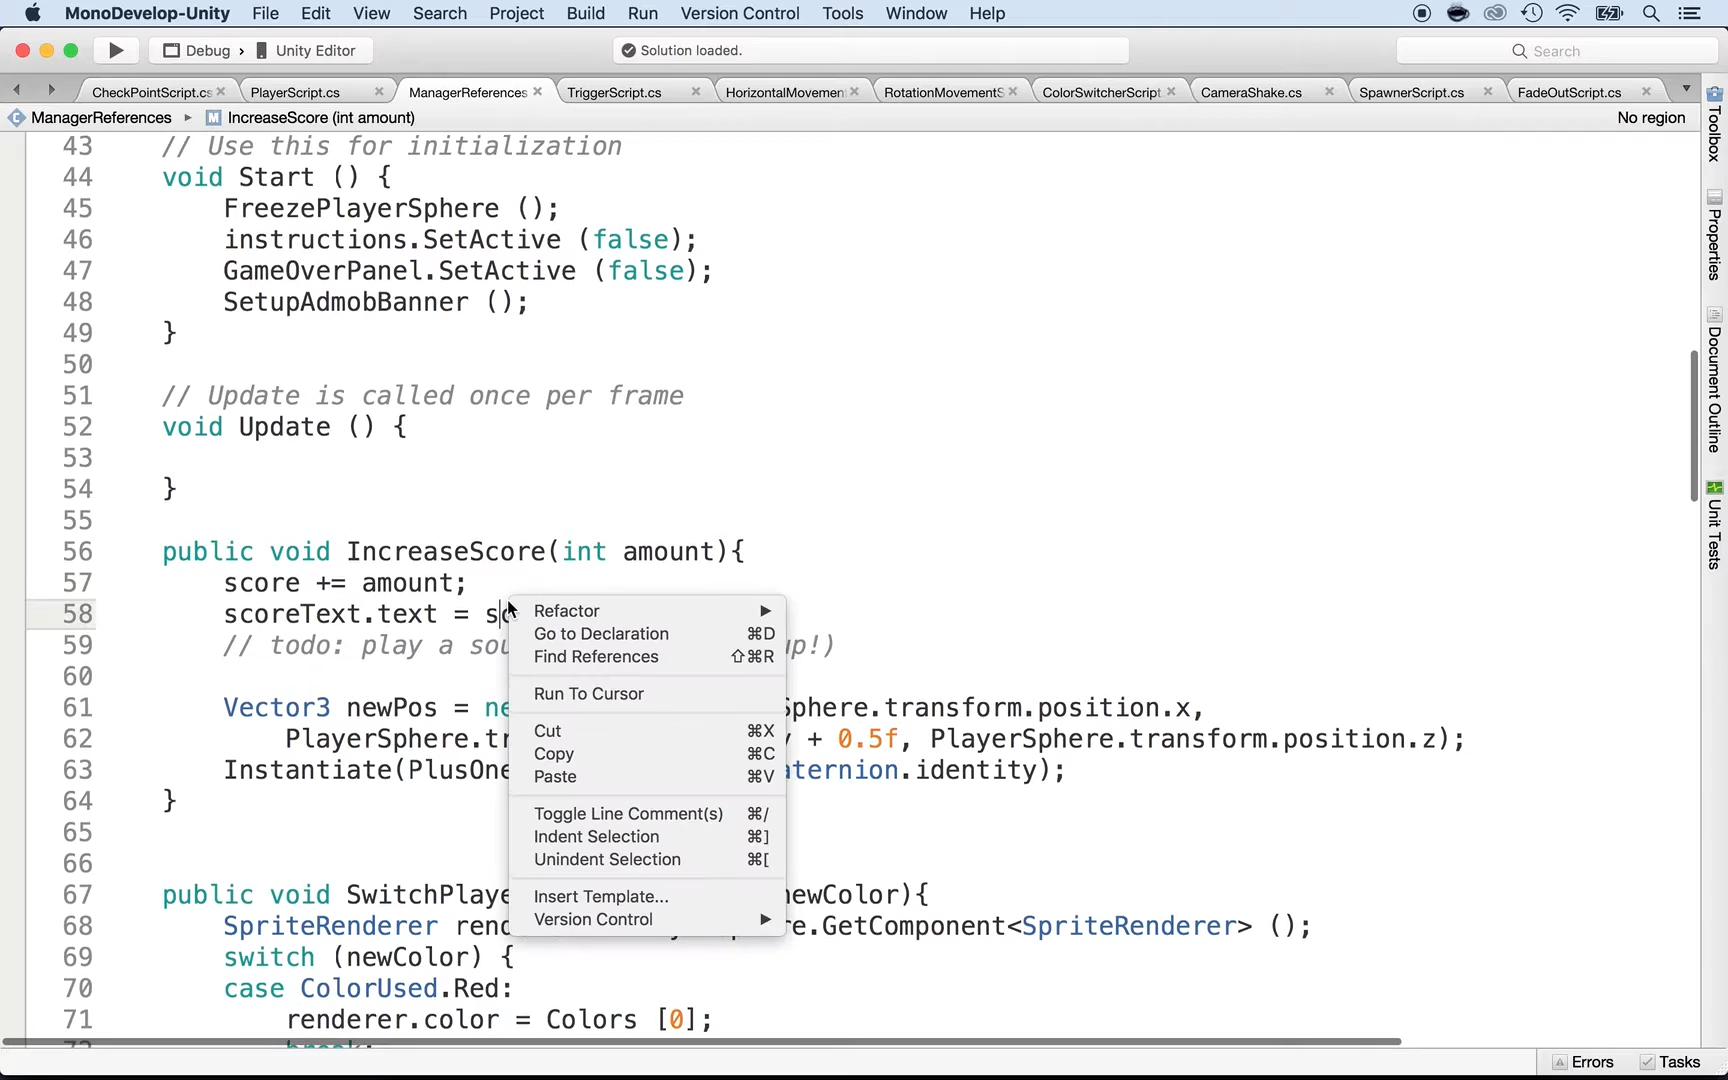 MonoDevelop-Unity File Edit View Search Project Build Run Version Control Tools Window Help
Debug › Unity Editor Solution loaded. Search
CheckPointScript.cs PlayerScript.cs ManagerReferences TriggerScript.cs HorizontalMovemen RotationMovementS ColorSwitcherScript CameraShake.cs SpawnerScript.cs FadeOutScript.cs
ManagerReferences ▸ IncreaseScore (int amount) No region
43 // Use this for initialization
44 void Start () {
45 FreezePlayerSphere ();
46 instructions.SetActive (false);
47 GameOverPanel.SetActive (false);
48 SetupAdmobBanner ();
49 }
50
51 // Update is called once per frame
52 void Update () {
53
54 }
55
56 public void IncreaseScore(int amount){
57 score += amount;
58 scoreText.text = s
59 // todo: play a sou up!)
60
61 Vector3 newPos = ne Sphere.transform.position.x,
62 PlayerSphere.tr + 0.5f, PlayerSphere.transform.position.z);
63 Instantiate(PlusOne aternion.identity);
64 }
65
66
67 public void SwitchPlaye newColor){
68 SpriteRenderer rend re.GetComponent<SpriteRenderer> ();
69 switch (newColor) {
70 case ColorUsed.Red:
71 renderer.color = Colors [0];
Refactor ▶
Go to Declaration ⌘D
Find References ⇧⌘R
Run To Cursor
Cut ⌘X
Copy ⌘C
Paste ⌘V
Toggle Line Comment(s) ⌘/
Indent Selection ⌘]
Unindent Selection ⌘[
Insert Template...
Version Control ▶
Toolbox
Properties
Document Outline
Unit Tests
Errors Tasks